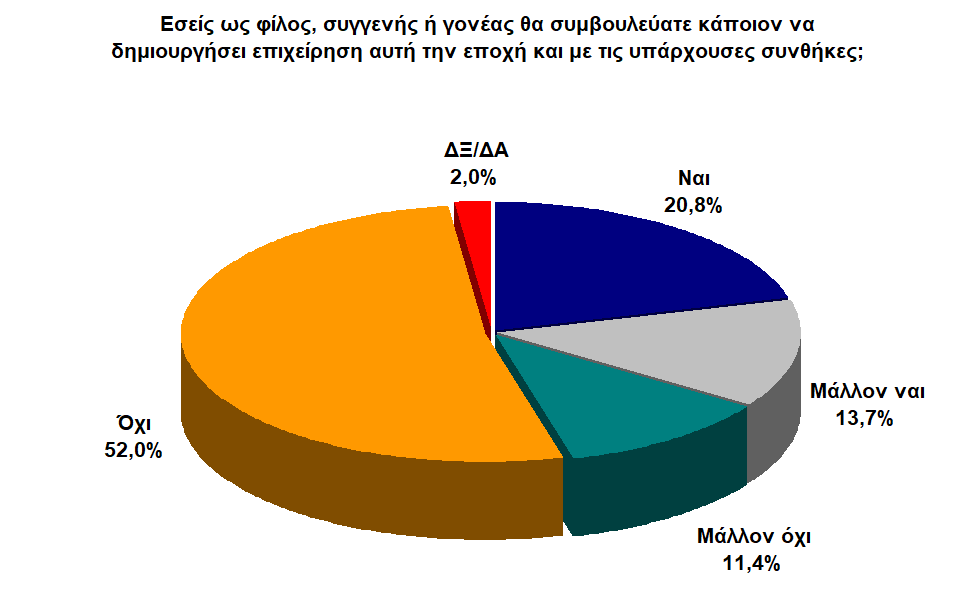 Εσείς ως φίλος, συγγενής ή γονέας θα συμβουλεύατε κάποιον να
δημιουργήσει επιχείρηση αυτή την εποχή και με τις υπάρχουσες συνθήκες;
ΔΞ/ΔΑ
2,0%
Ναι
20,8%
Μάλλον ναι
13,7%
Όχι
52,0%
Μάλλον όχι
11,4%